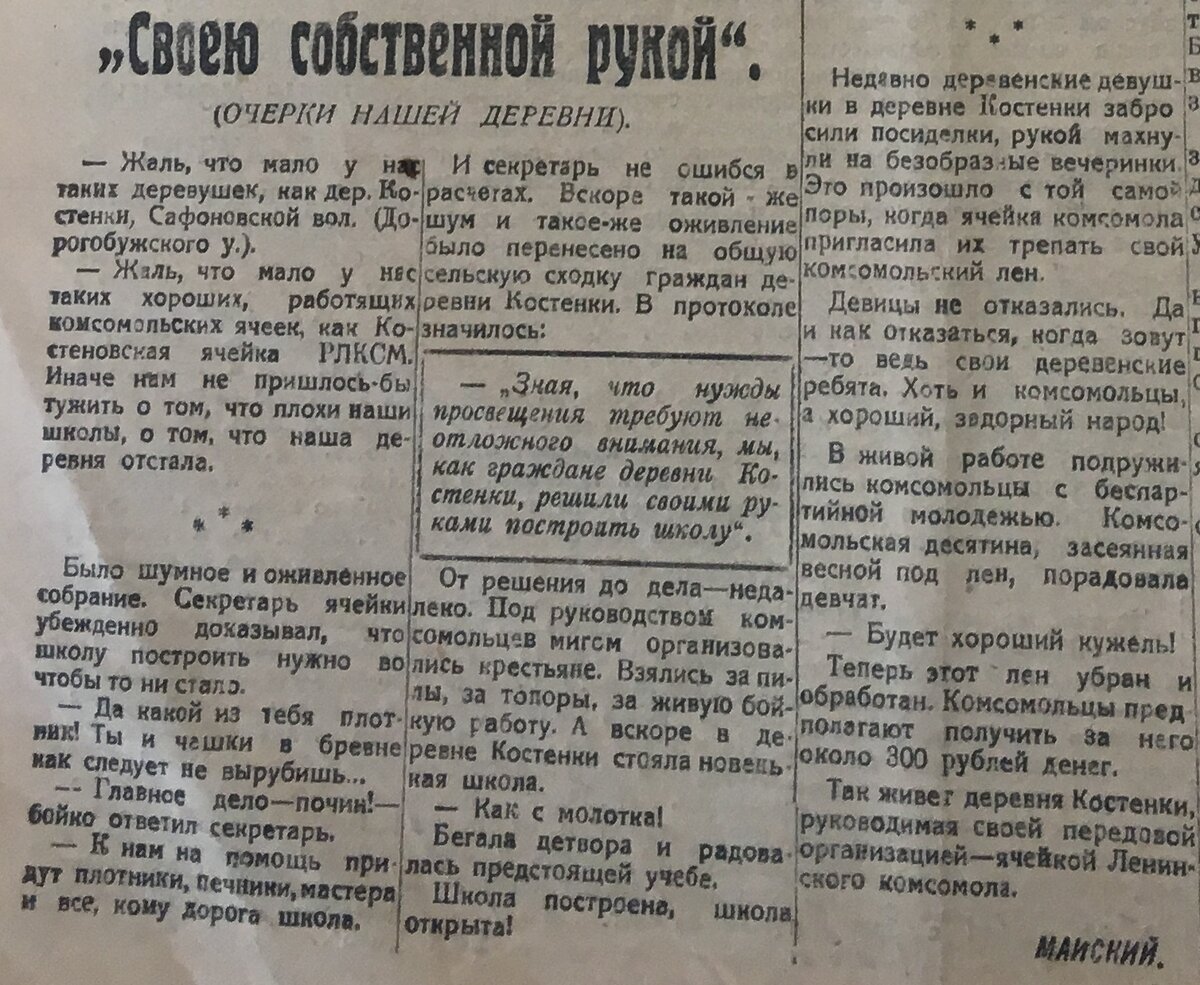 „Своею собственной рукой“.
(ОЧЕРКИ НАШЕЙ ДЕРЕВНИ).
— Жаль, что мало у нас
таких деревушек, как дер. Ко-
стенки, Сафоновской вол. (До-
рогобужского у.).
— Жаль, что мало у нас
таких хороших, работящих
комсомольских ячеек, как Ко-
стеновская ячейка РЛКСМ.
Иначе нам не пришлось-бы
тужить о том, что плохи наши
школы, о том, что наша де-
ревня отстала.
* * *
Было шумное и оживленное
собрание. Секретарь ячейки
убежденно доказывал, что
школу построить нужно во
чтобы то ни стало.
— Да какой из тебя плот-
ник! Ты и чашки в бревне
как следует не вырубишь...
— Главное дело—почин!—
бойко ответил секретарь.
— К нам на помощь при-
дут плотники, печники, мастера
и все, кому дорога школа.
И секретарь не ошибся в
расчетах. Вскоре такой-же
шум и такое-же оживление
было перенесено на общую
сельскую сходку граждан де-
ревни Костенки. В протоколе
значилось:
— „Зная, что нужды
просвещения требуют не-
отложного внимания, мы,
как граждане деревни Ко-
стенки, решили своими ру-
ками построить школу“.
От решения до дела—неда-
леко. Под руководством ком-
сомольцев мигом организова-
лись крестьяне. Взялись за пи-
лы, за топоры, за живую бой-
кую работу. А вскоре в де-
ревне Костенки стояла новень-
кая школа.
— Как с молотка!
Бегала детвора и радова-
лась предстоящей учебе.
Школа построена, школа
открыта!
* * *
Недавно деревенские девуш-
ки в деревне Костенки забро
сили посиделки, рукой махну-
ли на безобразные вечеринки.
Это произошло с той самой
поры, когда ячейка комсомола
пригласила их трепать свой
комсомольский лен.
Девицы не отказались. Да
и как отказаться, когда зовут
—то ведь свои деревенские
ребята. Хоть и комсомольцы,
а хороший, задорный народ!
В живой работе подружи-
лись комсомольцы с беспар-
тийной молодежью. Комсо-
мольская десятина, засеянная
весной под лен, порадовала
девчат.
— Будет хороший кужель!
Теперь этот лен убран и
обработан. Комсомольцы пред-
полагают получить за него
около 300 рублей денег.
Так живет деревня Костенки,
руководимая своей передовой
организацией—ячейкой Ленин-
ского комсомола.
МАЙСКИЙ.